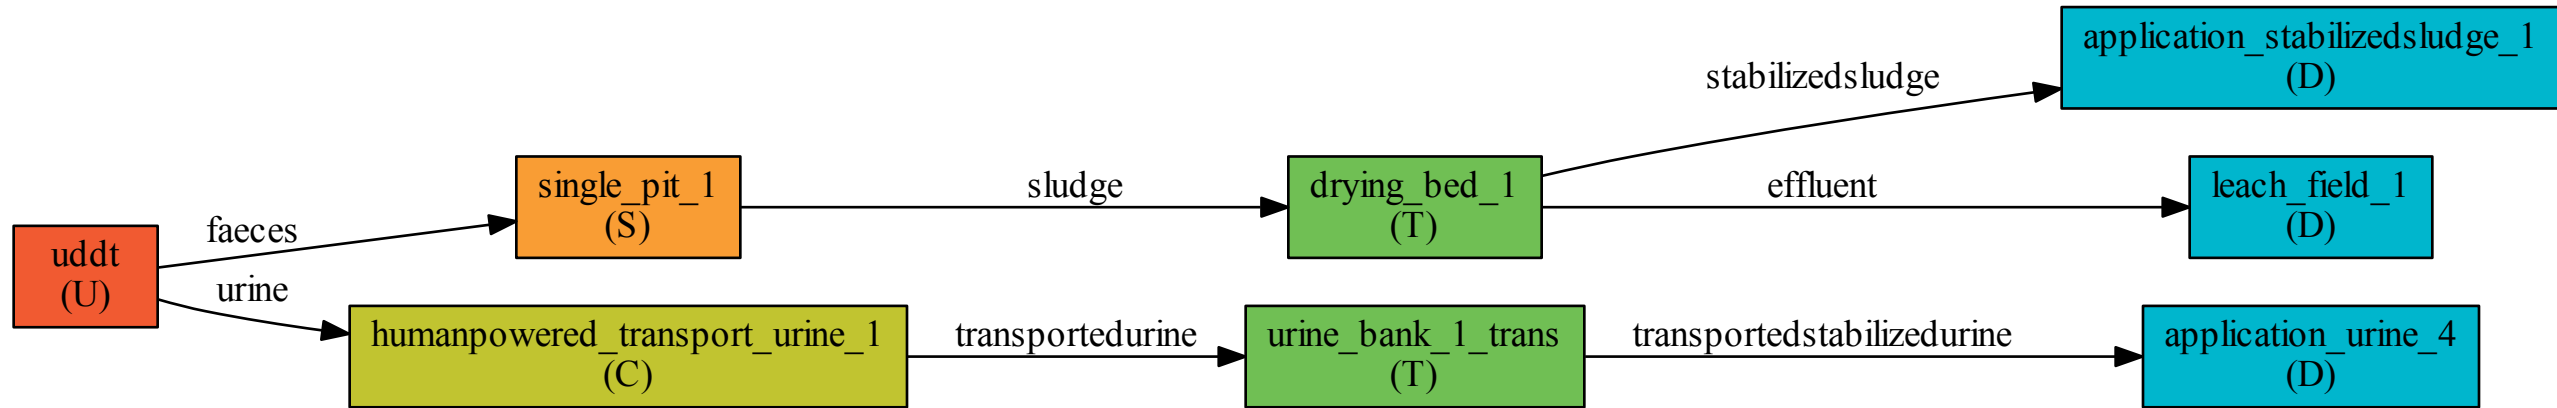 uddt
(U)
faeces
urine
single_pit_1
(S)
humanpowered_transport_urine_1
(C)
sludge
transportedurine
drying_bed_1
(T)
urine_bank_1_trans
(T)
stabilizedsludge
effluent
transportedstabilizedurine
application_stabilizedsludge_1
(D)
leach_field_1
(D)
application_urine_4
(D)